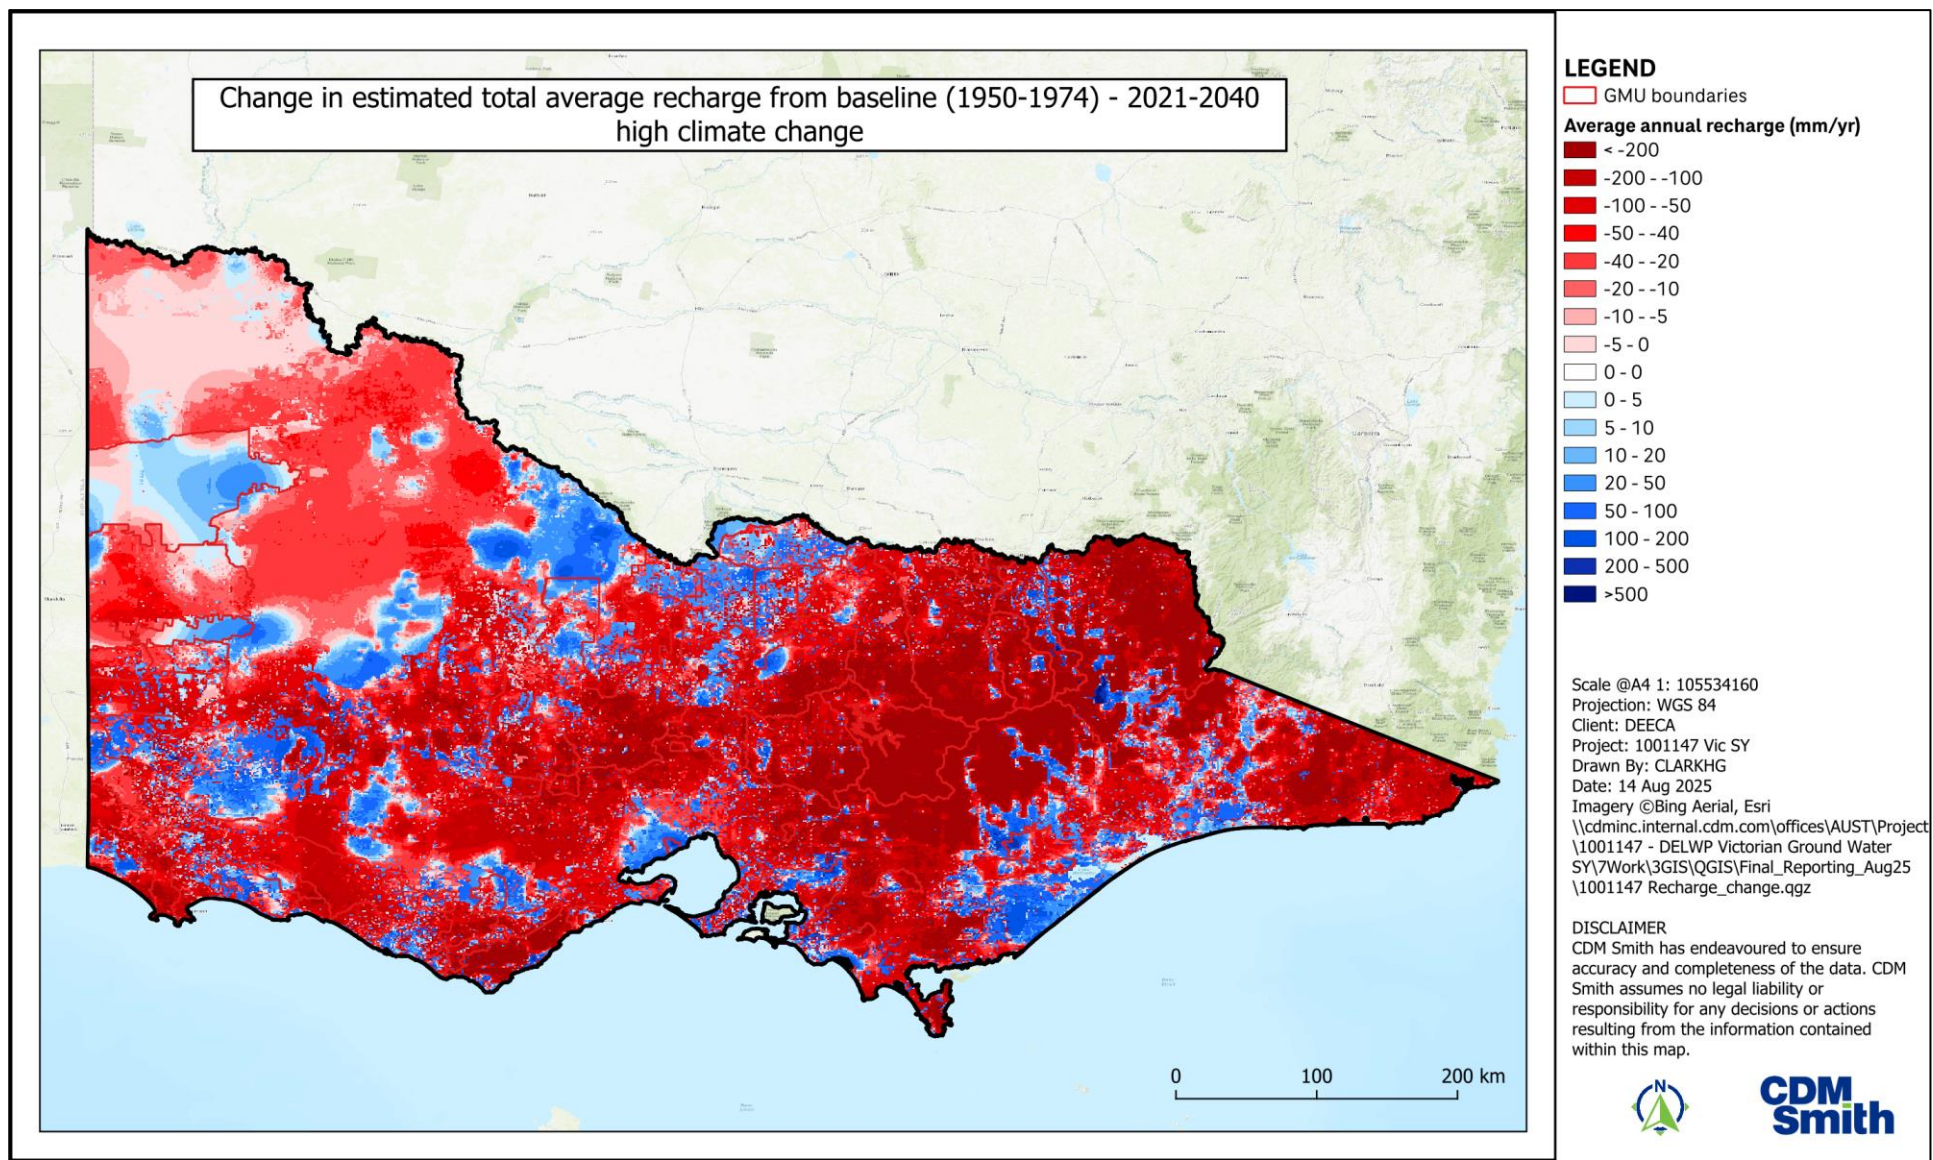 Change in estimated total average recharge from baseline (1950-1974) - 2021-2040
high climate change
LEGEND
GMU boundaries
Average annual recharge (mm/yr)
< -200
-200 - -100
-100 - -50
-50 - -40
-40 - -20
-20 - -10
-10 - -5
-5 - 0
0 - 0
0 - 5
5 - 10
10 - 20
20 - 50
50 - 100
100 - 200
200 - 500
>500
Scale @A4 1: 105534160
Projection: WGS 84
Client: DEECA
Project: 1001147 Vic SY
Drawn By: CLARKHG
Date: 14 Aug 2025
Imagery ©Bing Aerial, Esri
\\cdminc.internal.cdm.com\offices\AUST\Project
\1001147 - DELWP Victorian Ground Water
SY\7Work\3GIS\QGIS\Final_Reporting_Aug25
\1001147 Recharge_change.qgz
DISCLAIMER
CDM Smith has endeavoured to ensure
accuracy and completeness of the data. CDM
Smith assumes no legal liability or
responsibility for any decisions or actions
resulting from the information contained
within this map.
0 100 200 km
N
CDM
Smith